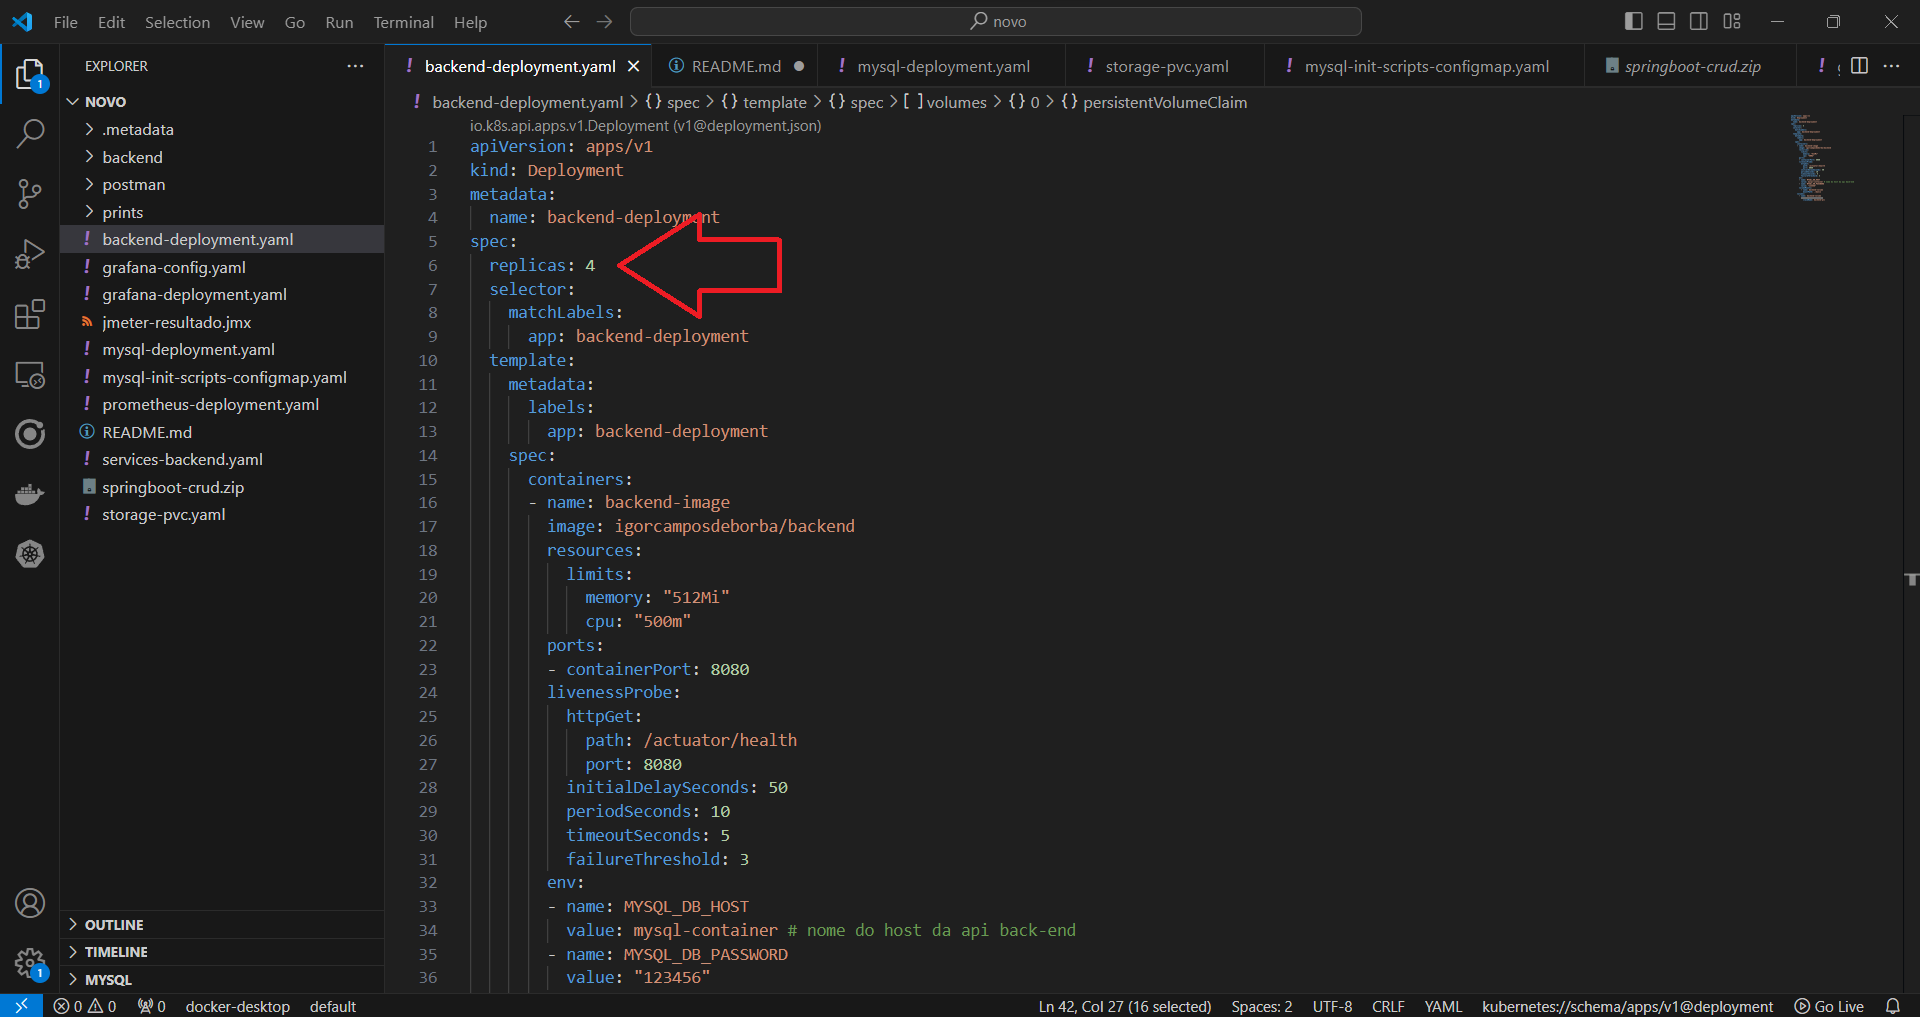 File Edit Selection View Go Run Terminal Help
novo
EXPLORER
backend-deployment.yaml
README.md
mysql-deployment.yaml
storage-pvc.yaml
mysql-init-scripts-configmap.yaml
springboot-crud.zip
NOVO
.metadata
backend
postman
prints
backend-deployment.yaml
grafana-config.yaml
grafana-deployment.yaml
jmeter-resultado.jmx
mysql-deployment.yaml
mysql-init-scripts-configmap.yaml
prometheus-deployment.yaml
README.md
services-backend.yaml
springboot-crud.zip
storage-pvc.yaml
OUTLINE
TIMELINE
MYSQL
1
1
backend-deployment.yaml > {} spec > {} template > {} spec > [ ] volumes > {} 0 > {} persistentVolumeClaim
io.k8s.api.apps.v1.Deployment (v1@deployment.json)
1 apiVersion: apps/v1
2 kind: Deployment
3 metadata:
4 name: backend-deployment
5 spec:
6 replicas: 4
7 selector:
8 matchLabels:
9 app: backend-deployment
10 template:
11 metadata:
12 labels:
13 app: backend-deployment
14 spec:
15 containers:
16 - name: backend-image
17 image: igorcamposdeborba/backend
18 resources:
19 limits:
20 memory: "512Mi"
21 cpu: "500m"
22 ports:
23 - containerPort: 8080
24 livenessProbe:
25 httpGet:
26 path: /actuator/health
27 port: 8080
28 initialDelaySeconds: 50
29 periodSeconds: 10
30 timeoutSeconds: 5
31 failureThreshold: 3
32 env:
33 - name: MYSQL_DB_HOST
34 value: mysql-container # nome do host da api back-end
35 - name: MYSQL_DB_PASSWORD
36 value: "123456"
0 0 0 docker-desktop default
Ln 42, Col 27 (16 selected) Spaces: 2 UTF-8 CRLF YAML kubernetes://schema/apps/v1@deployment Go Live